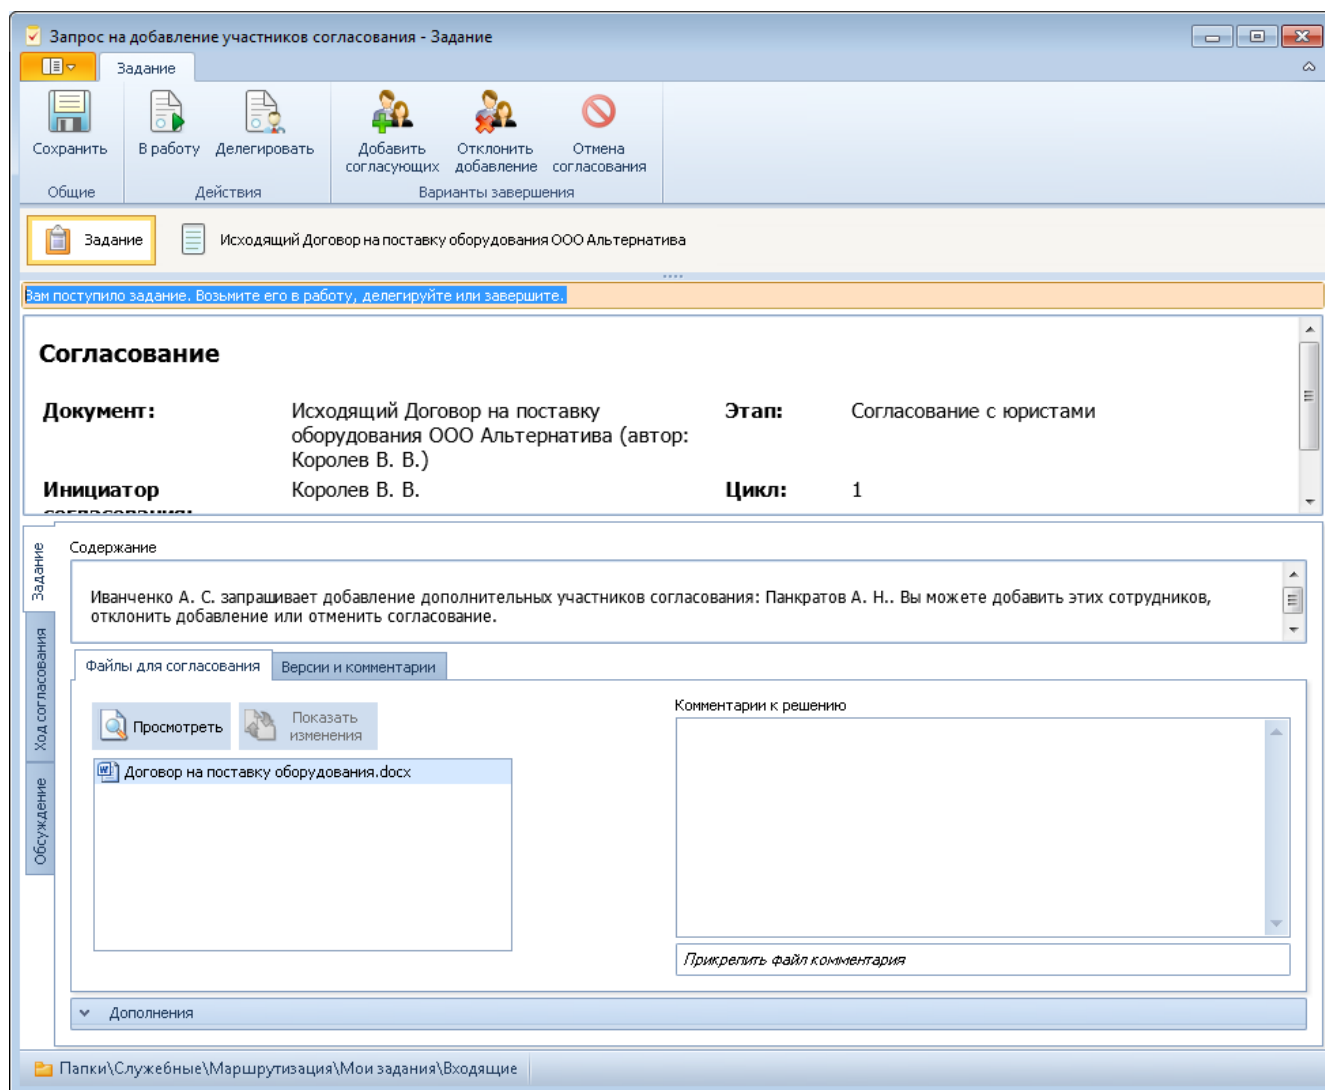 Запрос на добавление участников согласования - Задание
Задание
Сохранить
В работу
Делегировать
Добавить
согласующих
Отклонить
добавление
Отмена
согласования
Общие
Действия
Варианты завершения
Задание
Исходящий Договор на поставку оборудования ООО Альтернатива
Вам поступило задание. Возьмите его в работу, делегируйте или завершите.
Согласование
Документ:
Исходящий Договор на поставку
оборудования ООО Альтернатива (автор:
Королев В. В.)
Этап:
Согласование с юристами
Инициатор
согласования:
Королев В. В.
Цикл:
1
Задание
Ход согласования
Обсуждение
Содержание
Иванченко А. С. запрашивает добавление дополнительных участников согласования: Панкратов А. Н.. Вы можете добавить этих сотрудников,
отклонить добавление или отменить согласование.
Файлы для согласования
Версии и комментарии
Просмотреть
Показать
изменения
Договор на поставку оборудования.docx
Комментарии к решению
Прикрепить файл комментария
Дополнения
Папки\Служебные\Маршрутизация\Мои задания\Входящие